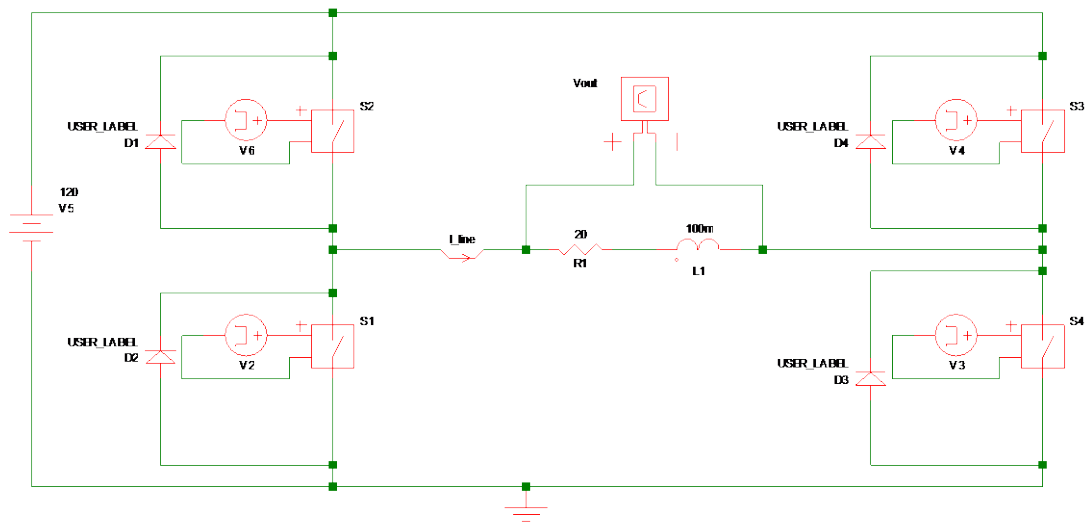 120
V5
USER_LABEL
D1
V6
S2
Vout
USER_LABEL
D4
V4
S3
I_line
20
R1
100m
L1
USER_LABEL
D2
V2
S1
USER_LABEL
D3
V3
S4